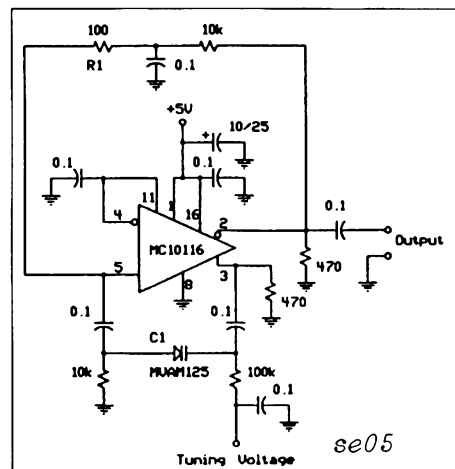 100
10k
R1
0.1
+5V
+ 10/25
0.1
0.1
11
1
16
4
2
0.1
MC10116
Output
5
3
8
470
470
0.1
C1
0.1
10k
MVAM125
100k
0.1
Tuning Voltage
se05